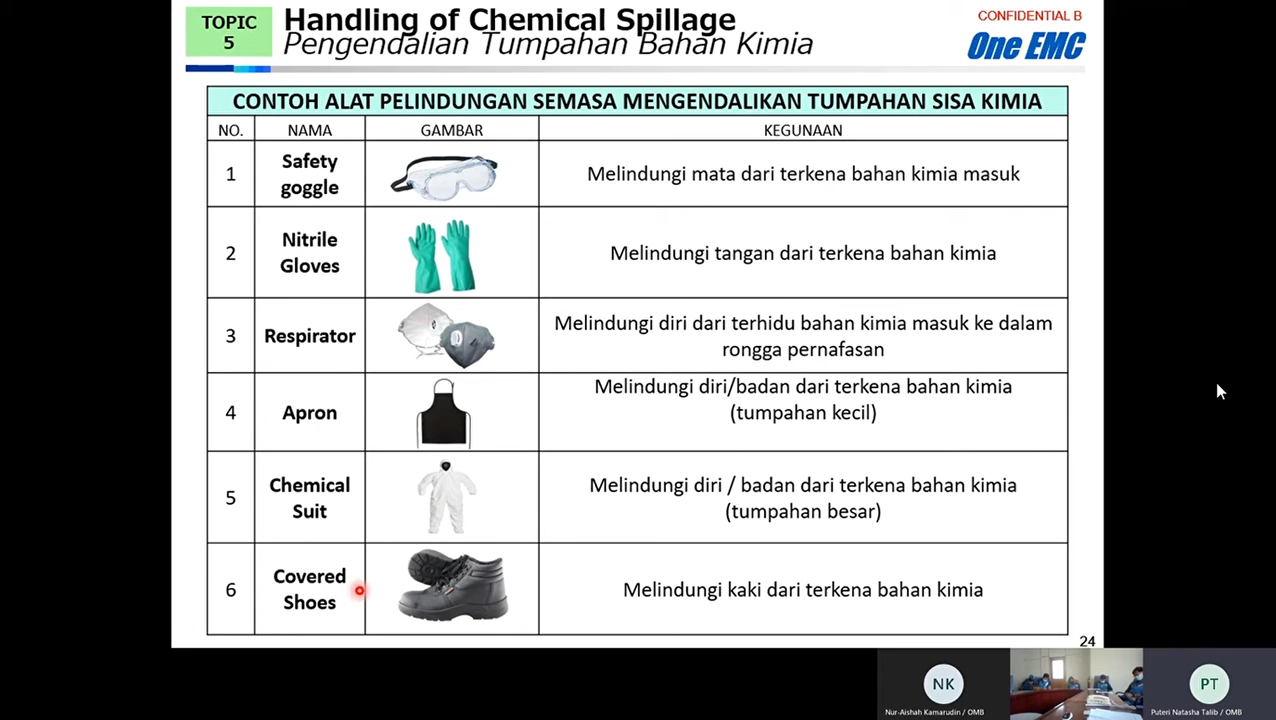 TOPIC
5
Handling of Chemical Spillage
Pengendalian Tumpahan Bahan Kimia
CONFIDENTIAL B
One EMC
CONTOH ALAT PELINDUNGAN SEMASA MENGENDALIKAN TUMPAHAN SISA KIMIA
NO. NAMA GAMBAR KEGUNAAN
1 Safety goggle Melindungi mata dari terkena bahan kimia masuk
2 Nitrile Gloves Melindungi tangan dari terkena bahan kimia
3 Respirator Melindungi diri dari terhidu bahan kimia masuk ke dalam
rongga pernafasan
4 Apron Melindungi diri/badan dari terkena bahan kimia
(tumpahan kecil)
5 Chemical Suit Melindungi diri / badan dari terkena bahan kimia
(tumpahan besar)
6 Covered Shoes Melindungi kaki dari terkena bahan kimia
24
NK
Nur-Aishah Kamarudin / OMB
PT
Puteri Natasha Talib / OMB